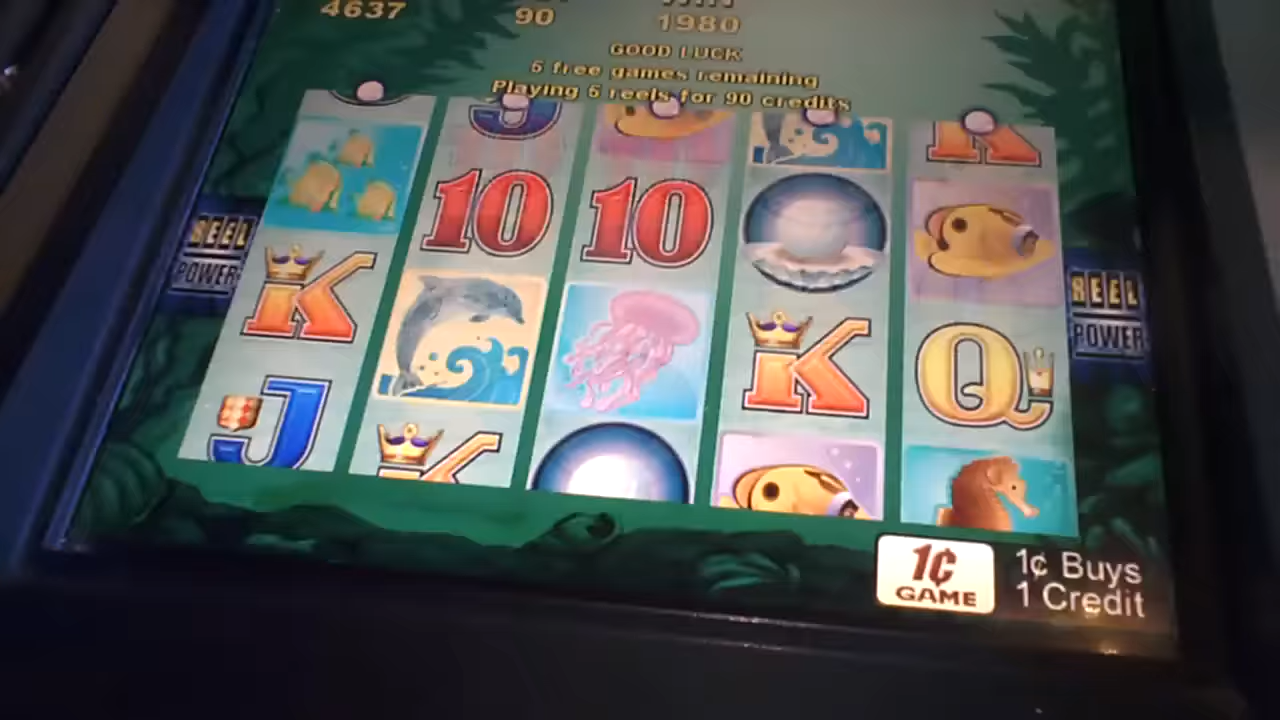 4637 90 1980
GOOD LUCK
5 free games remaining
Playing 5 reels for 90 credits
J K
10 10
REEL POWER
K
REEL POWER
K Q
J K
1¢ GAME
1¢ Buys
1 Credit